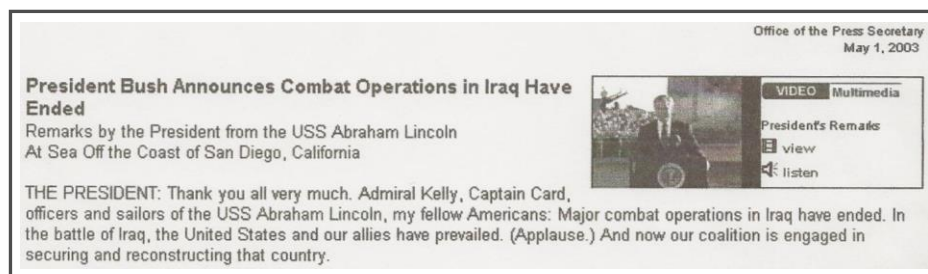 Office of the Press Secretary
May 1, 2003
President Bush Announces Combat Operations in Iraq Have
Ended
Remarks by the President from the USS Abraham Lincoln
At Sea Off the Coast of San Diego, California
VIDEO Multimedia
President's Remarks
view
listen
THE PRESIDENT: Thank you all very much. Admiral Kelly, Captain Card,
officers and sailors of the USS Abraham Lincoln, my fellow Americans: Major combat operations in Iraq have ended. In
the battle of Iraq, the United States and our allies have prevailed. (Applause.) And now our coalition is engaged in
securing and reconstructing that country.